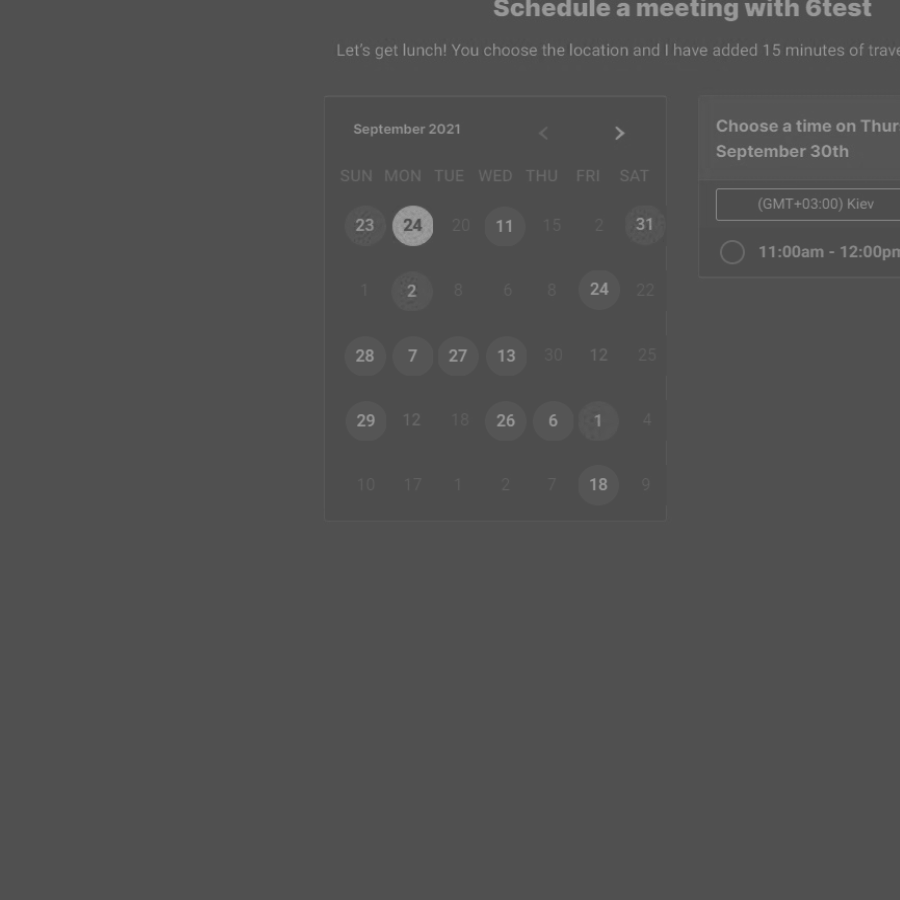 Schedule a meeting with 6test
Let's get lunch! You choose the location and I have added 15 minutes of trave
September 2021
SUN MON TUE WED THU FRI SAT
23 24 20 11 15 2 31
1 2 8 6 8 24 22
28 7 27 13 30 12 25
29 12 18 26 6 1 4
10 17 1 2 7 18 9
Choose a time on Thur
September 30th
(GMT+03:00) Kiev
11:00am - 12:00pm